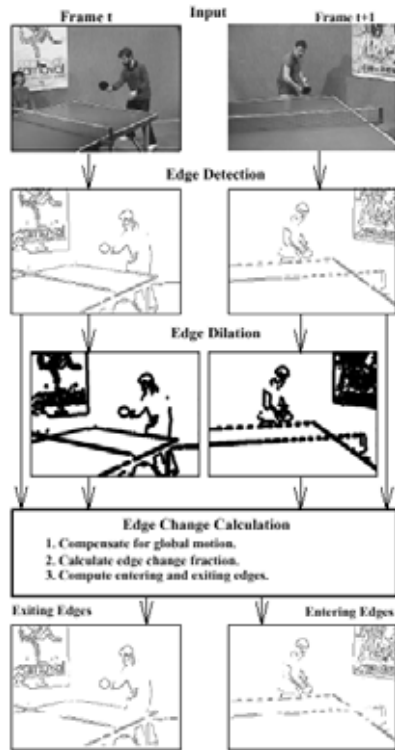 Frame t
Input
Frame t+1
Edge Detection
Edge Dilation
Edge Change Calculation
1. Compensate for global motion.
2. Calculate edge change fraction.
3. Compute entering and exiting edges.
Exiting Edges
Entering Edges